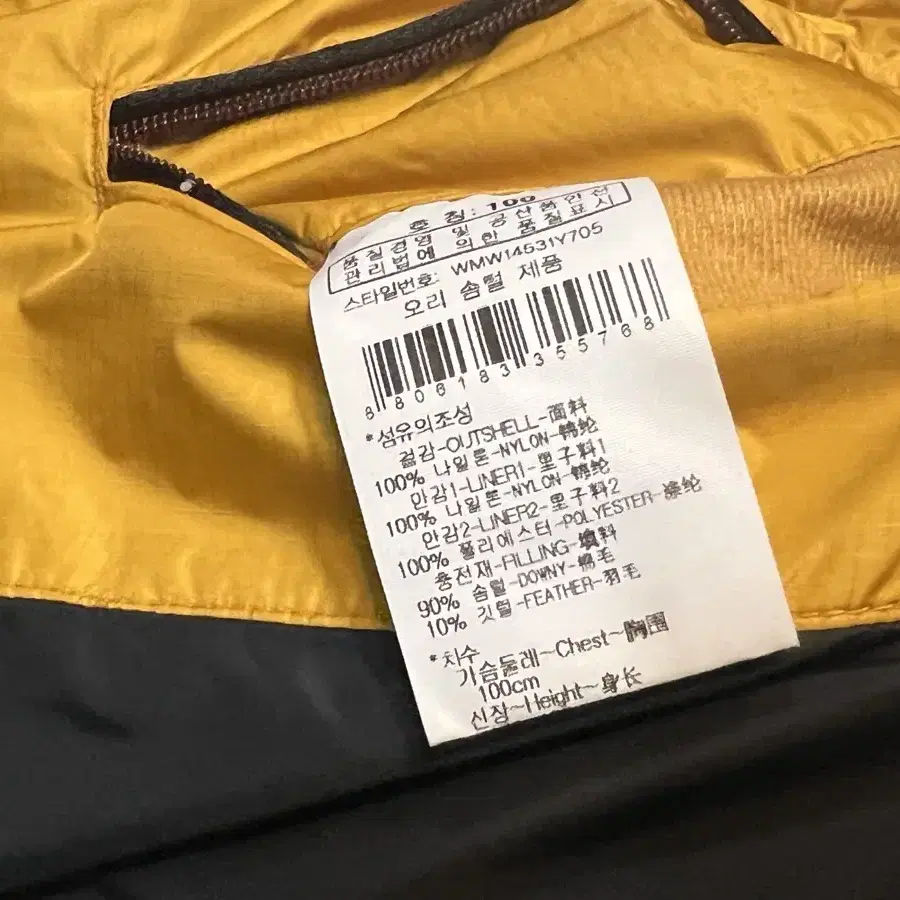 호칭: 100
품질경영 및 공산품안전
관리법에 의한 품질표시
스타일번호: WMW14531Y705
오리 솜털 제품
8 806183 355768
*섬유의조성
겉감-OUTSHELL-面料
100% 나일론-NYLON-锦纶
안감1-LINER1-里子料1
100% 나일론-NYLON-锦纶
안감2-LINER2-里子料2
100% 폴리에스터-POLYESTER-涤纶
충전재-FILLING-填料
90% 솜털-DOWNY-绵毛
10% 깃털-FEATHER-羽毛
*치수
가슴둘레~Chest~胸围
100cm
신장~Height~身长